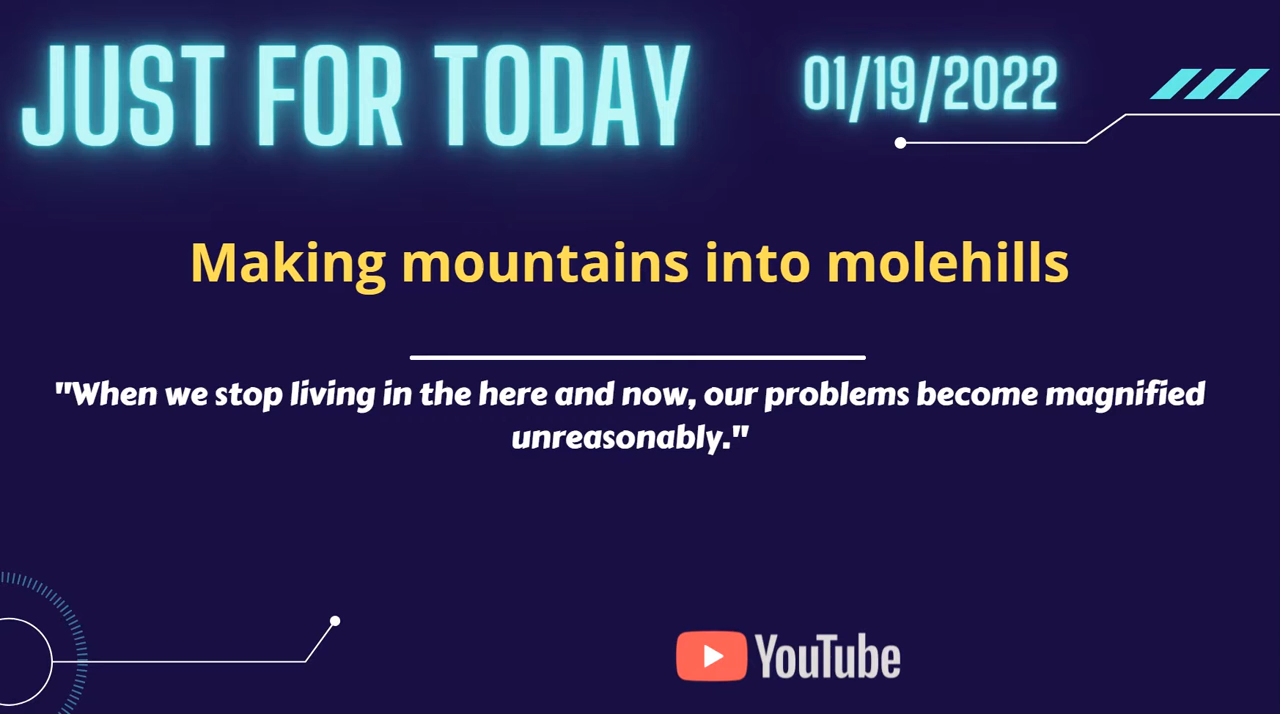 JUST FOR TODAY
01/19/2022
Making mountains into molehills
"When we stop living in the here and now, our problems become magnified
unreasonably."
YouTube